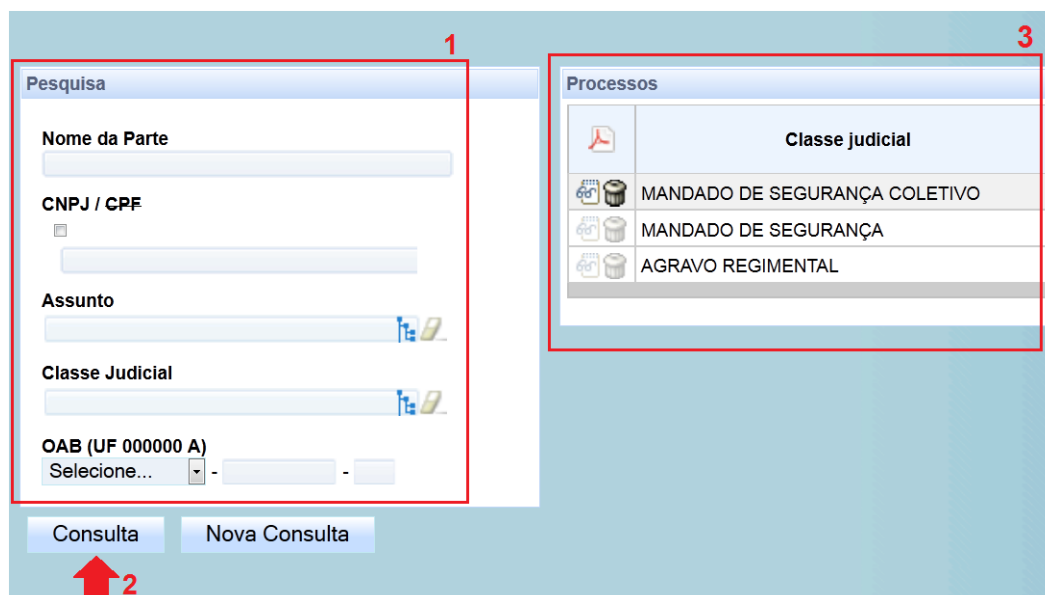 1
Pesquisa
Nome da Parte
CNPJ / CPF
Assunto
Classe Judicial
OAB (UF 000000 A)
Selecione... - -
Consulta Nova Consulta
2
3
Processos
Classe judicial
MANDADO DE SEGURANÇA COLETIVO
MANDADO DE SEGURANÇA
AGRAVO REGIMENTAL